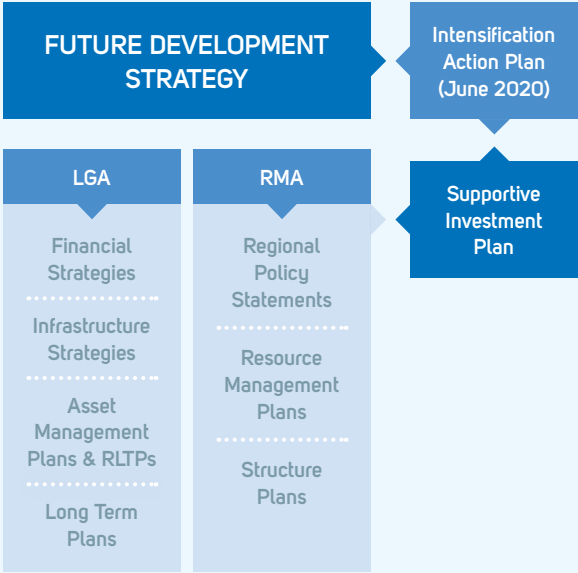 FUTURE DEVELOPMENT
STRATEGY
Intensification
Action Plan
(June 2020)
LGA
Financial
Strategies
Infrastructure
Strategies
Asset
Management
Plans & RLTPs
Long Term
Plans
RMA
Regional
Policy
Statements
Resource
Management
Plans
Structure
Plans
Supportive
Investment
Plan